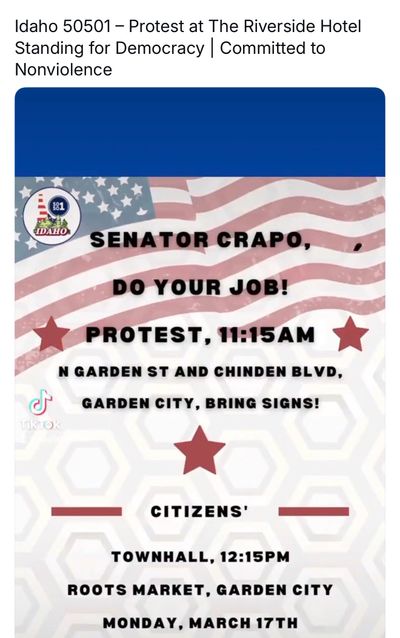 Idaho 50501 – Protest at The Riverside Hotel
Standing for Democracy | Committed to
Nonviolence
IDAHO
SENATOR CRAPO, ,
DO YOUR JOB!
PROTEST, 11:15AM
N GARDEN ST AND CHINDEN BLVD,
GARDEN CITY, BRING SIGNS!
TikTok
CITIZENS'
TOWNHALL, 12:15PM
ROOTS MARKET, GARDEN CITY
MONDAY, MARCH 17TH